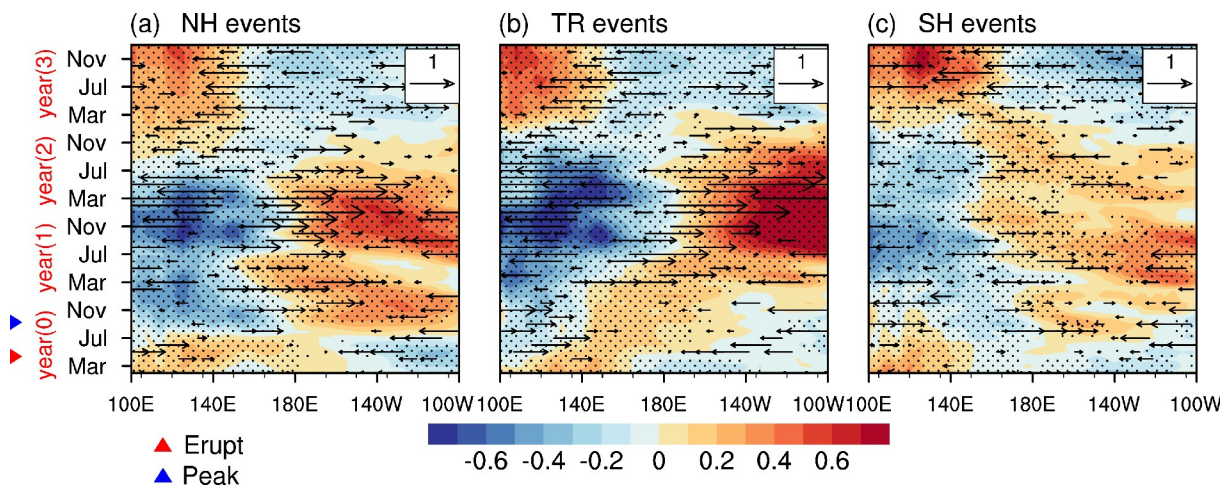 (a) NH events
(b) TR events
(c) SH events
year(3)
year(2)
year(1)
year(0)
Nov
Jul
Mar
Nov
Jul
Mar
Nov
Jul
Mar
Nov
Jul
Mar
1
1
1
100E 140E 180E 140W 100W
100E 140E 180E 140W 100W
100E 140E 180E 140W 100W
Erupt
Peak
-0.6 -0.4 -0.2 0 0.2 0.4 0.6